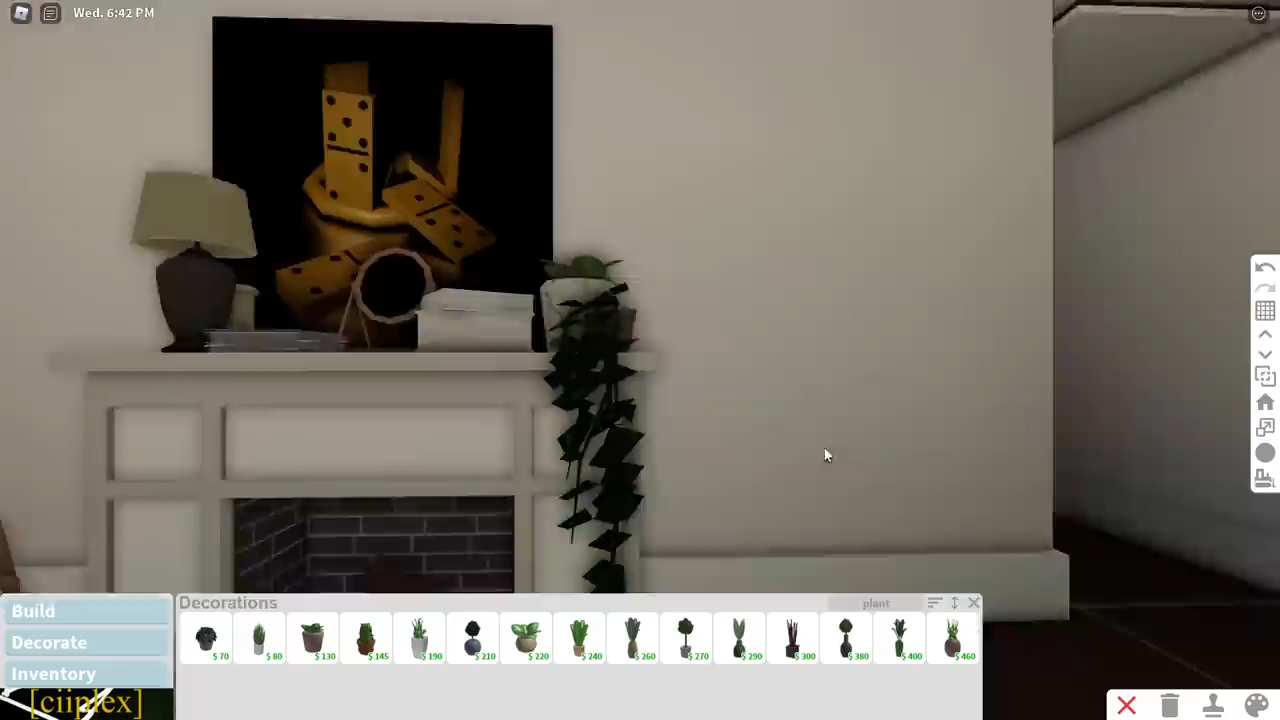 Wed. 6:42 PM
Decorations
plant
Build
Decorate
Inventory
$ 70
$ 80
$ 130
$ 145
$ 190
$ 210
$ 220
$ 240
$ 260
$ 270
$ 290
$ 300
$ 380
$ 400
$ 460
[ciiplex]